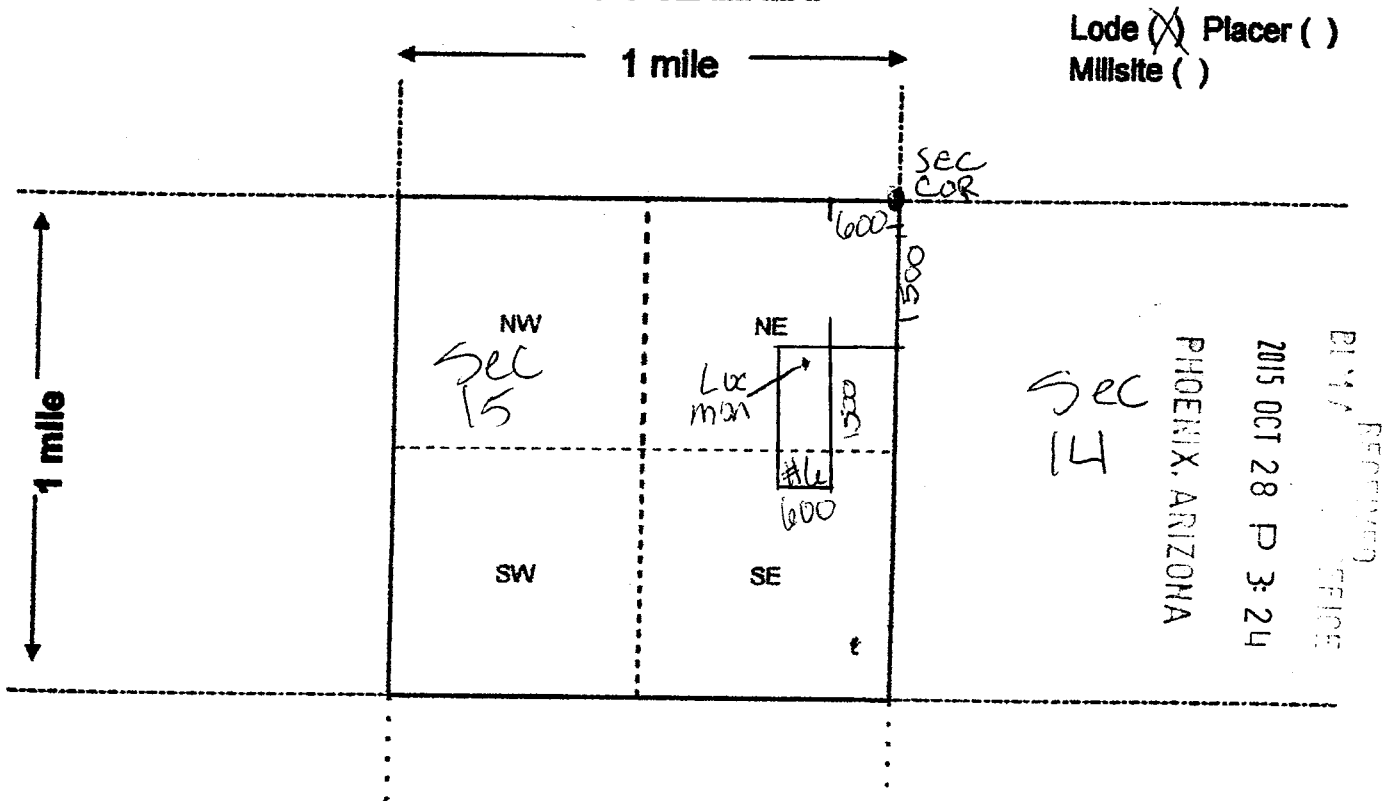 Lode (X) Placer ( )
Millsite ( )
1 mile
SEC
COR
600
1500
NW
NE
Sec
15
Loc
mon
1500
Sec
14
1 mile
#6
600
SW
SE
2015 OCT 28 P 3:24
PHOENIX, ARIZONA